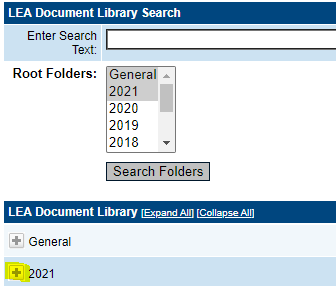 LEA Document Library Search
Enter Search
Text:
Root Folders:
General
2021
2020
2019
2018
Search Folders
LEA Document Library [Expand All] [Collapse All]
General
2021